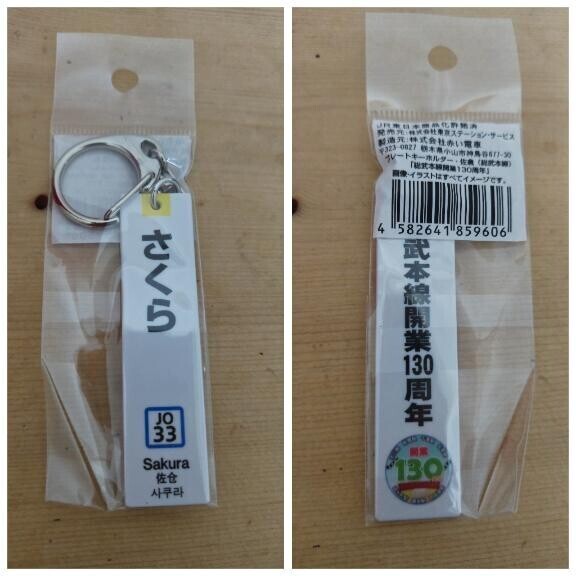 さくら
JO
33
Sakura
佐仓
사쿠라
JR東日本商品化許諾済
発売元:株式会社東京ステーション・サービス
製造元:株式会社赤い電車
〒323-0827 栃木県小山市神鳥谷677-30
プレートキーホルダー・佐倉(総武本線)
「総武本線開業130周年」
画像・イラストはすべてイメージです。
4 582641 859606
武本線開業130周年
開業
130